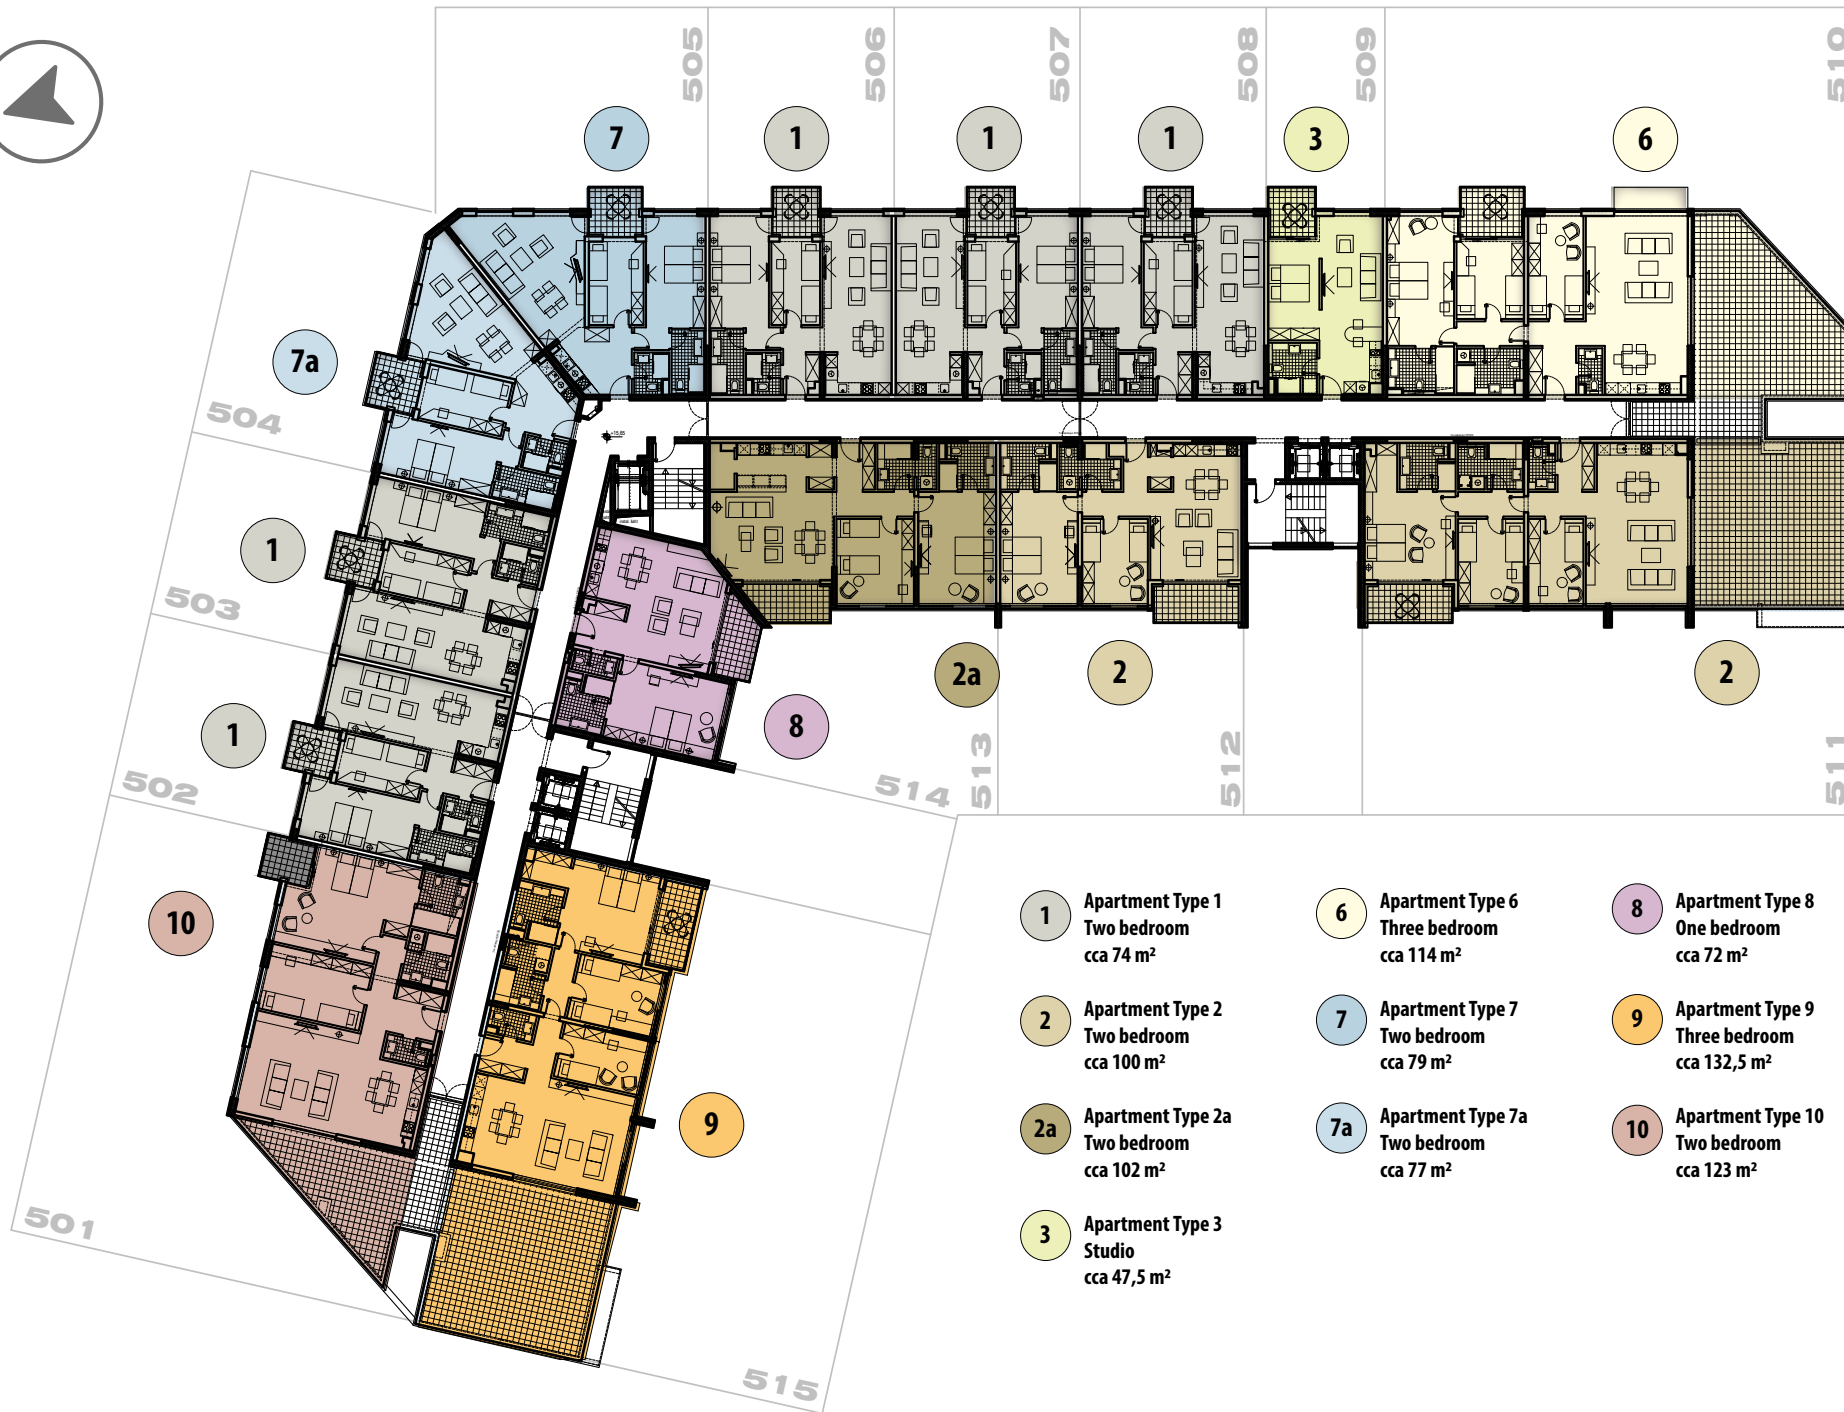 505
506
507
508
509
510
7
1
1
1
3
6
7a
504
1
503
1
502
10
501
8
2a
2
2
514
513
512
511
9
515
1
Apartment Type 1
Two bedroom
cca 74 m²
2
Apartment Type 2
Two bedroom
cca 100 m²
2a
Apartment Type 2a
Two bedroom
cca 102 m²
3
Apartment Type 3
Studio
cca 47,5 m²
6
Apartment Type 6
Three bedroom
cca 114 m²
7
Apartment Type 7
Two bedroom
cca 79 m²
7a
Apartment Type 7a
Two bedroom
cca 77 m²
8
Apartment Type 8
One bedroom
cca 72 m²
9
Apartment Type 9
Three bedroom
cca 132,5 m²
10
Apartment Type 10
Two bedroom
cca 123 m²